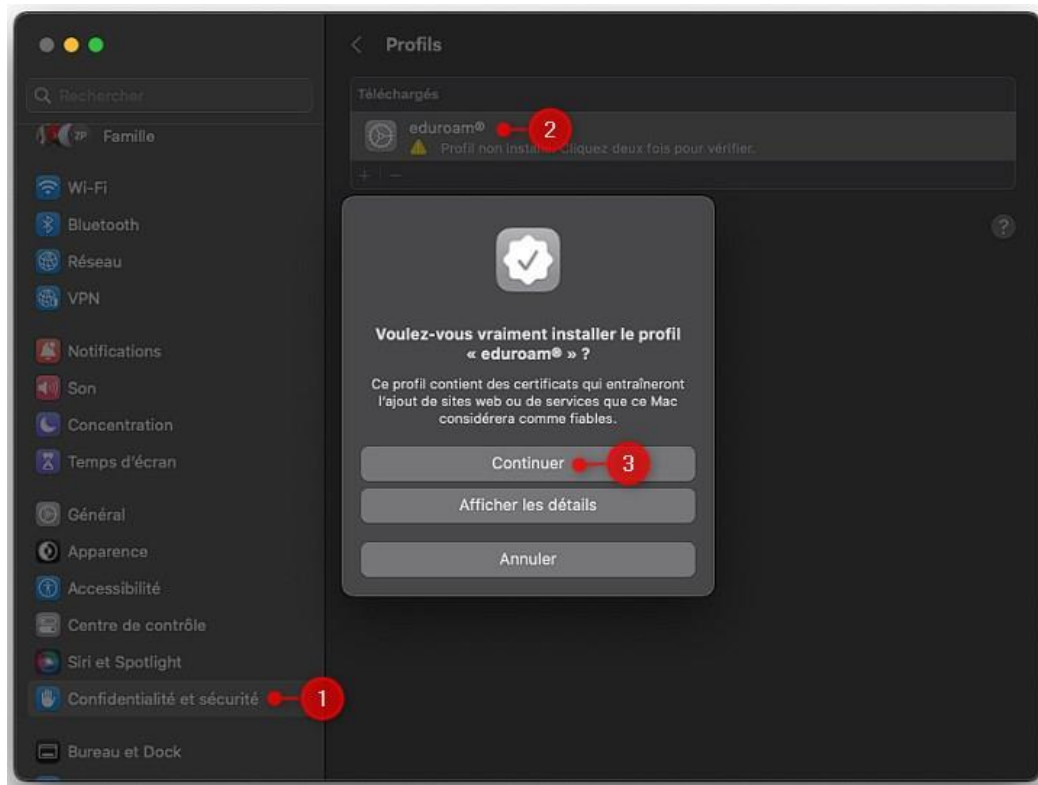 Profils
Rechercher
Téléchargés
eduroam®
2
Profil non install Cliquez deux fois pour vérifier.
ZP
Famille
Wi-Fi
Bluetooth
Réseau
VPN
Notifications
Son
Concentration
Temps d'écran
Général
Apparence
Accessibilité
Centre de contrôle
Siri et Spotlight
Confidentialité et sécurité
1
Bureau et Dock
Voulez-vous vraiment installer le profil
« eduroam® » ?
Ce profil contient des certificats qui entraîneront
l'ajout de sites web ou de services que ce Mac
considérera comme fiables.
Continuer
3
Afficher les détails
Annuler
?